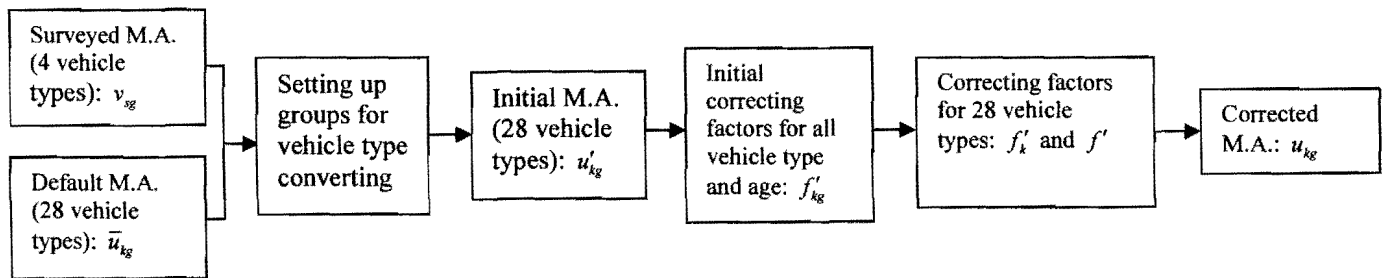 Surveyed M.A.
(4 vehicle
types): v_sg
Default M.A.
(28 vehicle
types): ū_kg
Setting up
groups for
vehicle type
converting
Initial M.A.
(28 vehicle
types): u'_kg
Initial
correcting
factors for all
vehicle type
and age: f'_kg
Correcting factors
for 28 vehicle
types: f'_k and f'
Corrected
M.A.: u_kg